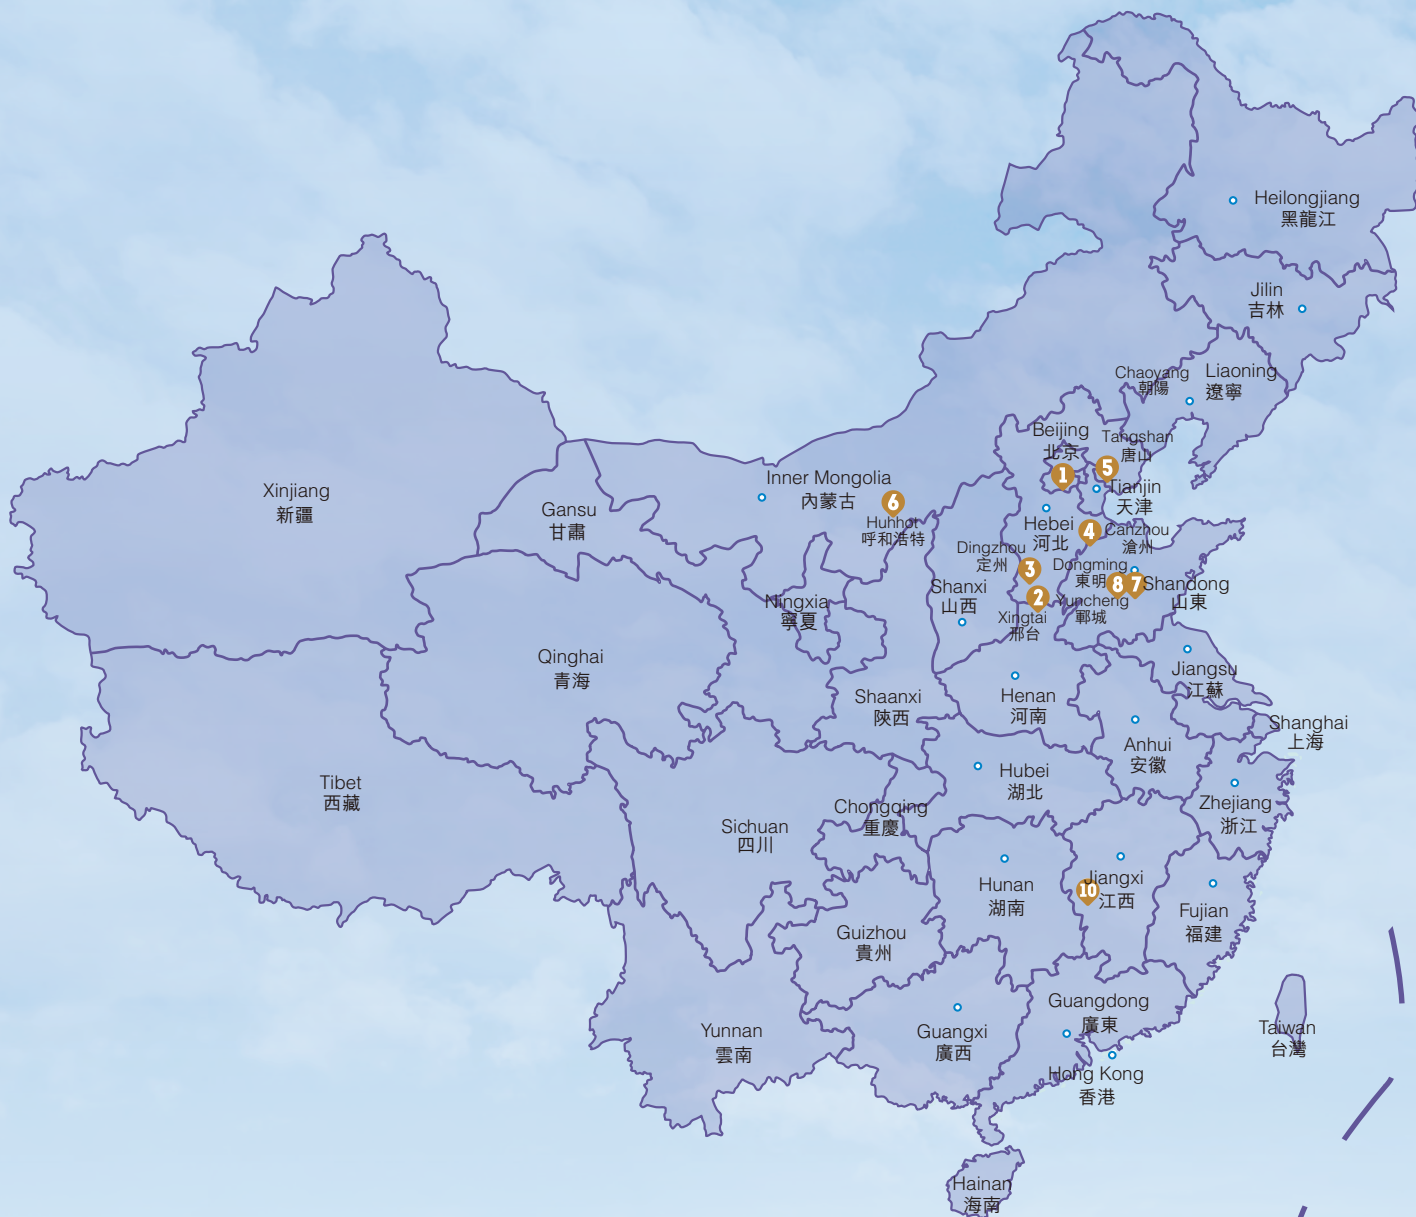 Heilongjiang
黑龍江
Jilin
吉林
Chaoyang
朝陽
Liaoning
遼寧
Beijing
北京
Tangshan
唐山
1
5
Tianjin
天津
Inner Mongolia
內蒙古
6
Huhhot
呼和浩特
Xinjiang
新疆
Gansu
甘肅
Hebei
河北
4
Canzhou
滄州
Dingzhou
定州
3
Dongming
東明
8
7
Shandong
山東
Shanxi
山西
2
Yuncheng
鄆城
Xingtai
邢台
Ningxia
寧夏
Qinghai
青海
Jiangsu
江蘇
Shaanxi
陝西
Henan
河南
Shanghai
上海
Anhui
安徽
Hubei
湖北
Tibet
西藏
Chongqing
重慶
Zhejiang
浙江
Sichuan
四川
Hunan
湖南
10
Jiangxi
江西
Fujian
福建
Guizhou
貴州
Guangdong
廣東
Yunnan
雲南
Guangxi
廣西
Taiwan
台灣
Hong Kong
香港
Hainan
海南